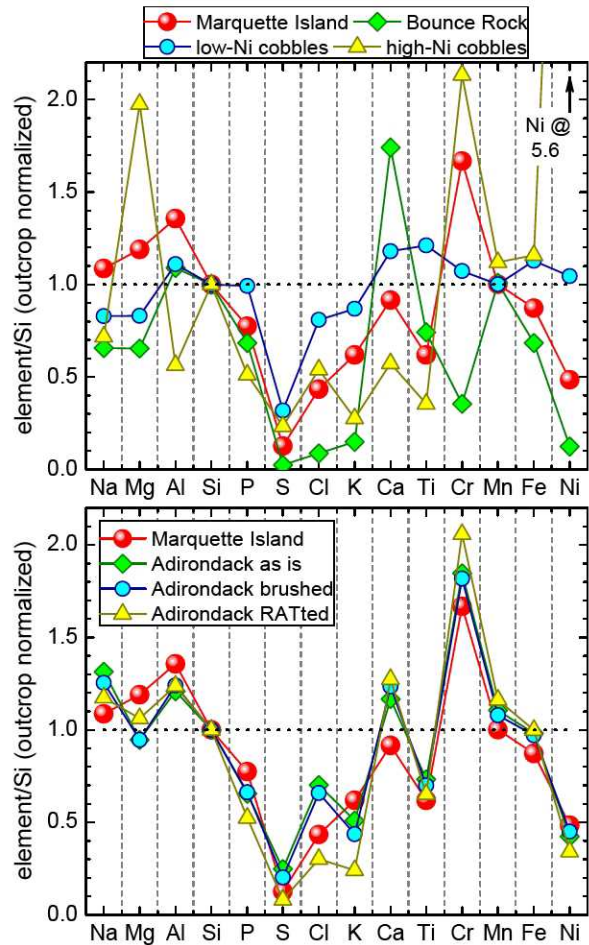 Marquette Island Bounce Rock
low-Ni cobbles high-Ni cobbles
2.0
Ni @
5.6
1.5
1.0
0.5
0.0
element/Si (outcrop normalized)
Na Mg Al Si P S Cl K Ca Ti Cr Mn Fe Ni
Marquette Island
Adirondack as is
Adirondack brushed
Adirondack RATted
2.0
1.5
1.0
0.5
0.0
element/Si (outcrop normalized)
Na Mg Al Si P S Cl K Ca Ti Cr Mn Fe Ni